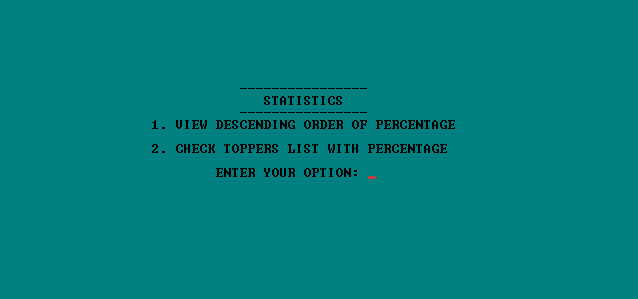 STATISTICS
1. VIEW DESCENDING ORDER OF PERCENTAGE
2. CHECK TOPPERS LIST WITH PERCENTAGE
ENTER YOUR OPTION: _